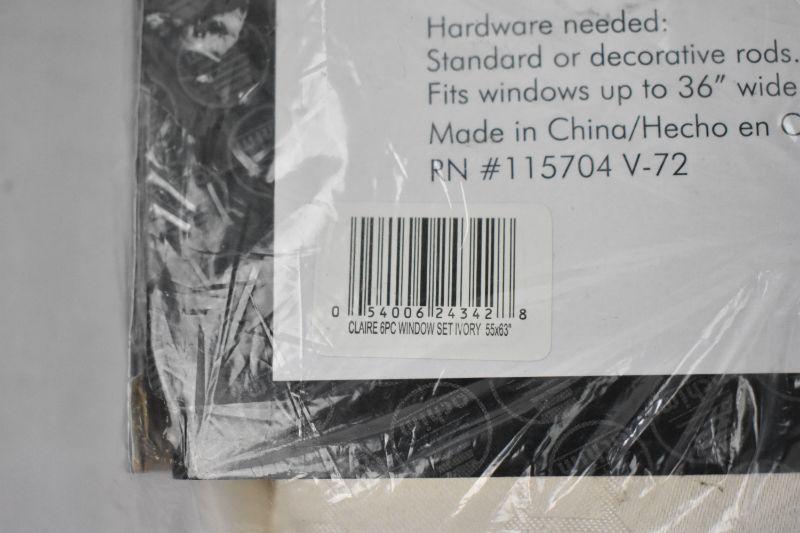 Hardware needed:
Standard or decorative rods.
Fits windows up to 36" wide
Made in China/Hecho en C
RN #115704 V-72
0 54006 24342 8
CLAIRE 6PC WINDOW SET IVORY 55x63"